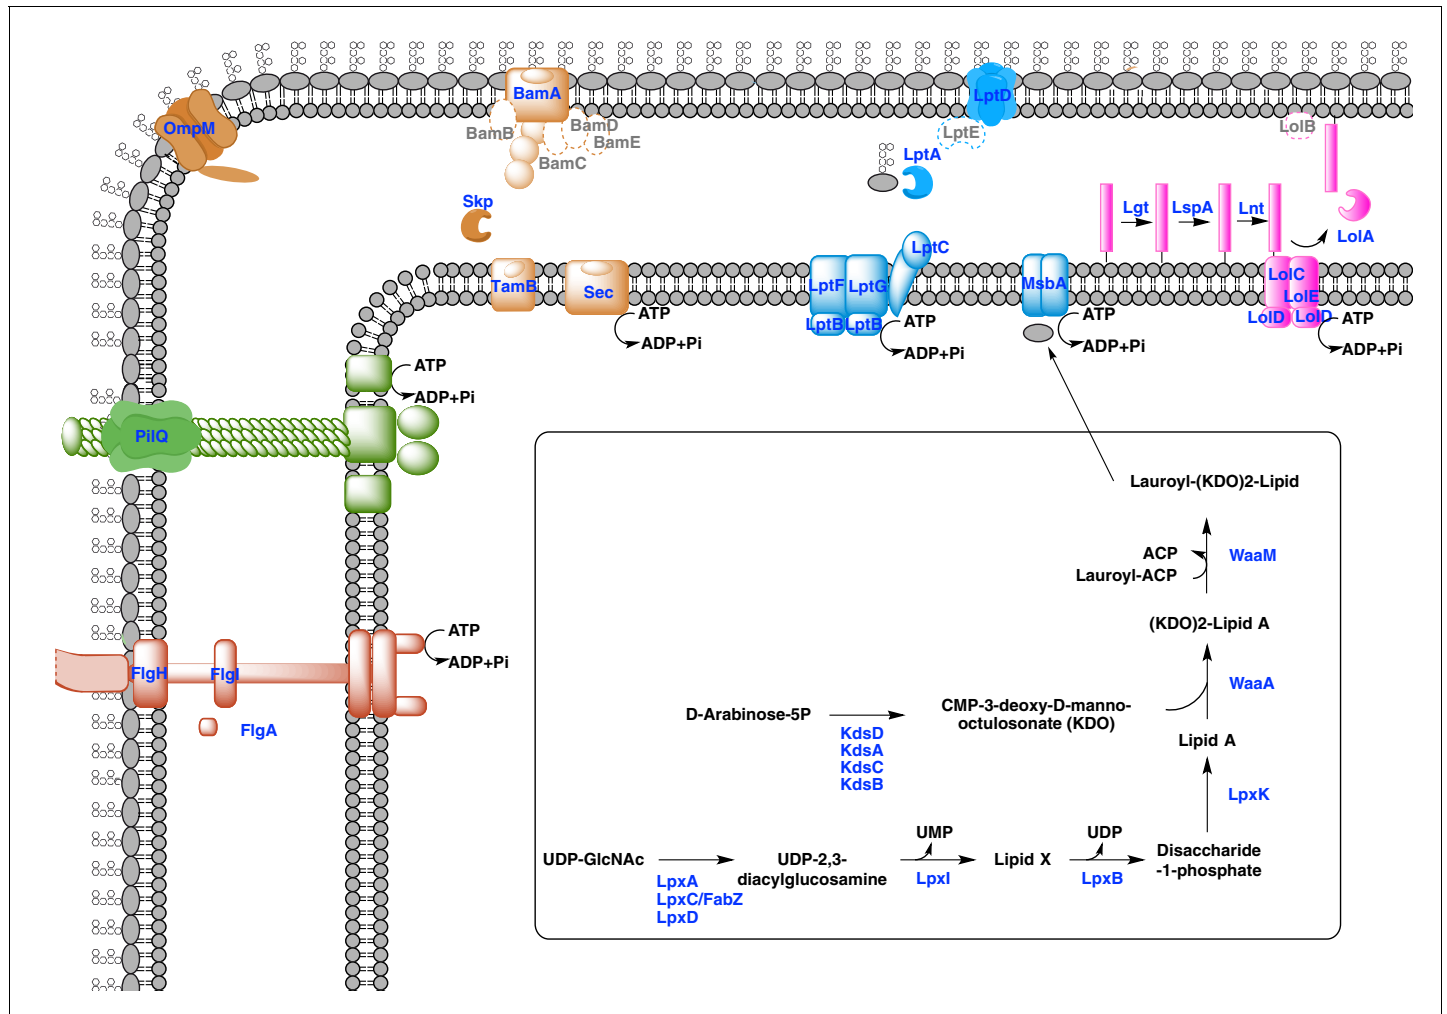 BamA
LptD
OmpM
BamB
BamD
BamE
BamC
LptE
LolB
LptA
Skp
Lgt
LspA
Lnt
LolA
LptC
TamB
Sec
LptF
LptG
MsbA
LolC
LolE
LptB
LptB
LolD
LolD
ATP
ADP+Pi
ATP
ADP+Pi
ATP
ADP+Pi
ATP
ADP+Pi
ATP
ADP+Pi
PilQ
Lauroyl-(KDO)2-Lipid
ACP
Lauroyl-ACP
WaaM
(KDO)2-Lipid A
ATP
ADP+Pi
FlgH
FlgI
FlgA
WaaA
D-Arabinose-5P
KdsD
KdsA
KdsC
KdsB
CMP-3-deoxy-D-manno-
octulosonate (KDO)
Lipid A
LpxK
UDP-GlcNAc
LpxA
LpxC/FabZ
LpxD
UDP-2,3-
diacylglucosamine
UMP
LpxI
Lipid X
UDP
LpxB
Disaccharide
-1-phosphate